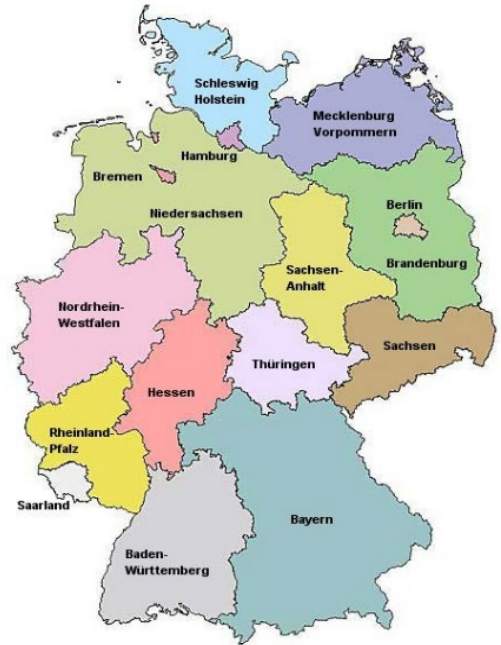 Schleswig
Holstein
Mecklenburg
Vorpommern
Hamburg
Bremen
Niedersachsen
Berlin
Brandenburg
Sachsen-
Anhalt
Nordrhein-
Westfalen
Sachsen
Thüringen
Hessen
Rheinland-
Pfalz
Saarland
Bayern
Baden-
Württemberg